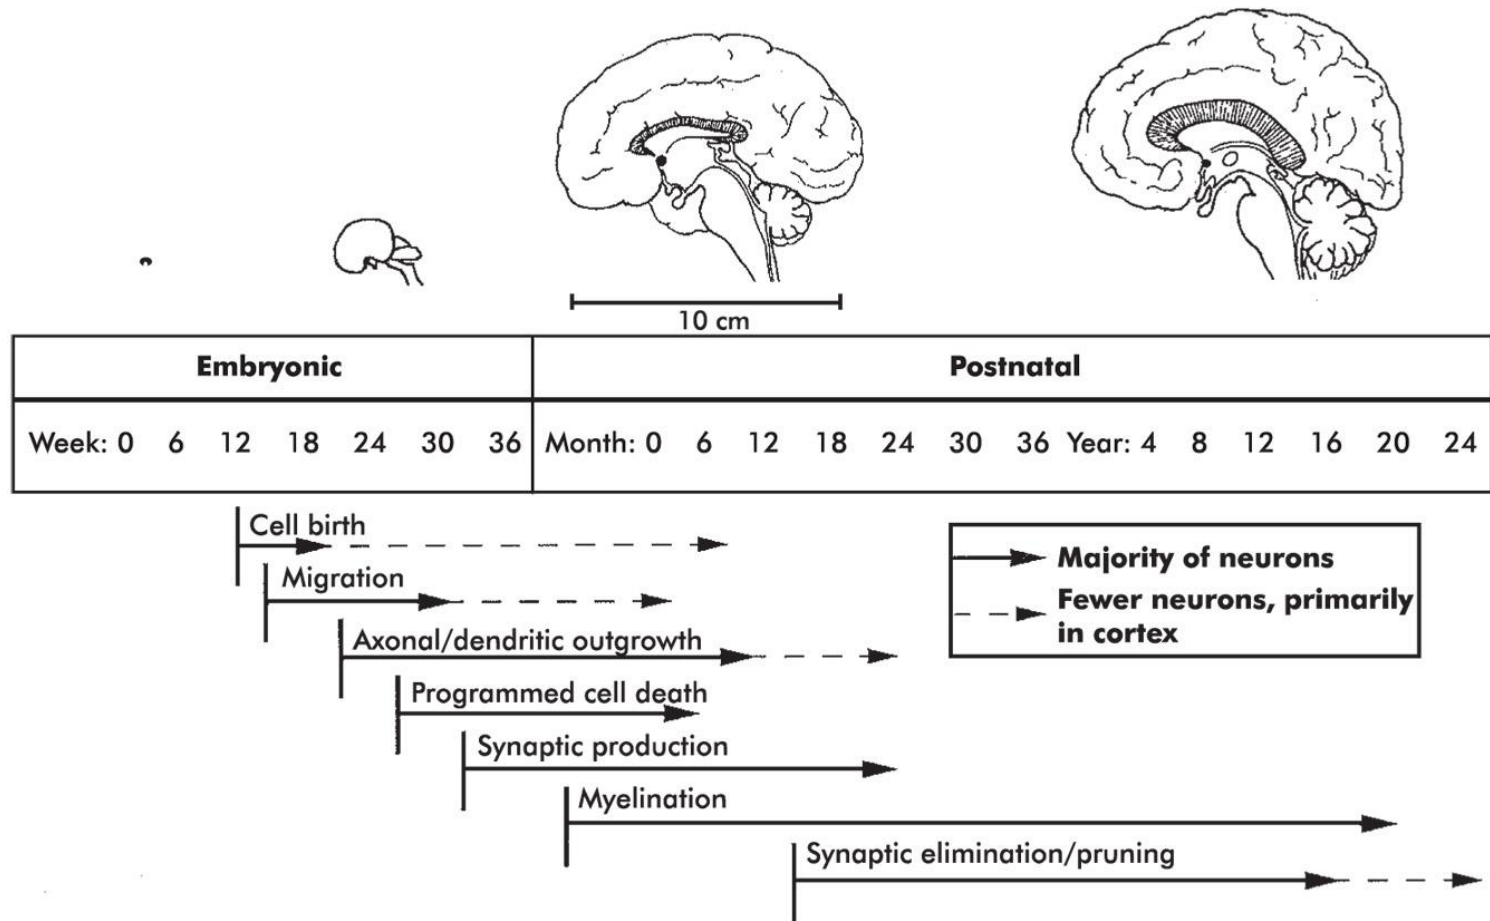 10 cm
Embryonic Postnatal
Week: 0 6 12 18 24 30 36 Month: 0 6 12 18 24 30 36 Year: 4 8 12 16 20 24
Cell birth
Migration
Axonal/dendritic outgrowth
Programmed cell death
Synaptic production
Myelination
Synaptic elimination/pruning
Majority of neurons
Fewer neurons, primarily
in cortex